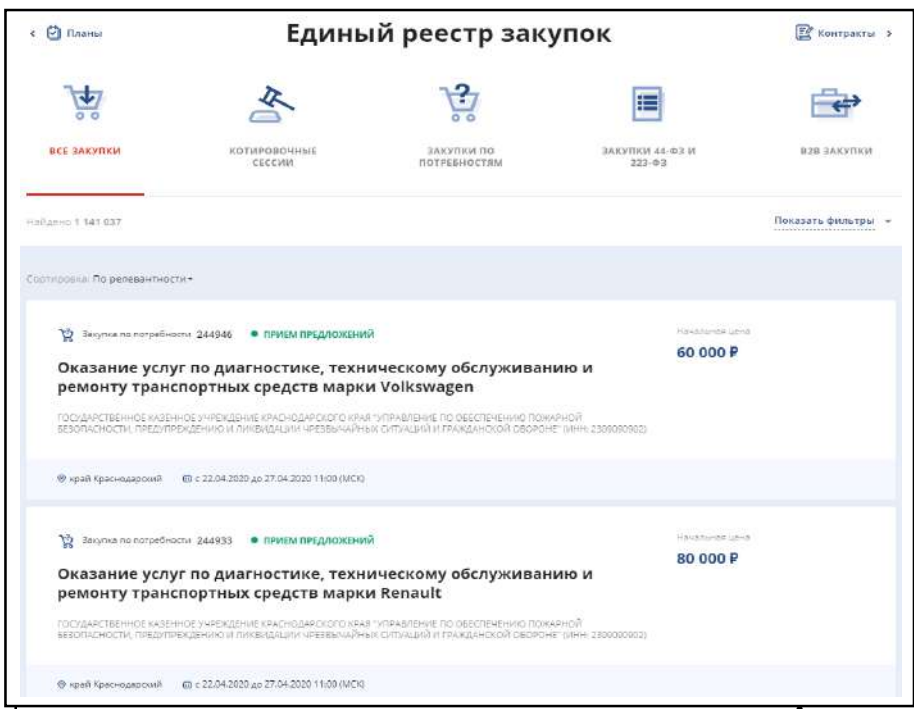 Планы
Единый реестр закупок
Контракты
ВСЕ ЗАКУПКИ
КОТИРОВОЧНЫЕ
СЕССИИ
ЗАКУПКИ ПО
ПОТРЕБНОСТЯМ
ЗАКУПКИ 44-ФЗ И
223-ФЗ
B2B ЗАКУПКИ
Найдено 1 141 037
Показать фильтры
Сортировка: По релевантности
Закупка по потребности 244946 ПРИЕМ ПРЕДЛОЖЕНИЙ
Начальная цена
60 000 ₽
Оказание услуг по диагностике, техническому обслуживанию и
ремонту транспортных средств марки Volkswagen
ГОСУДАРСТВЕННОЕ КАЗЕННОЕ УЧРЕЖДЕНИЕ КРАСНОДАРСКОГО КРАЯ "УПРАВЛЕНИЕ ПО ОБЕСПЕЧЕНИЮ ПОЖАРНОЙ
БЕЗОПАСНОСТИ, ПРЕДУПРЕЖДЕНИЮ И ЛИКВИДАЦИИ ЧРЕЗВЫЧАЙНЫХ СИТУАЦИЙ И ГРАЖДАНСКОЙ ОБОРОНЕ" (ИНН: 2309090902)
край Краснодарский с 22.04.2020 до 27.04.2020 11:00 (МСК)
Закупка по потребности 244933 ПРИЕМ ПРЕДЛОЖЕНИЙ
Начальная цена
80 000 ₽
Оказание услуг по диагностике, техническому обслуживанию и
ремонту транспортных средств марки Renault
ГОСУДАРСТВЕННОЕ КАЗЕННОЕ УЧРЕЖДЕНИЕ КРАСНОДАРСКОГО КРАЯ "УПРАВЛЕНИЕ ПО ОБЕСПЕЧЕНИЮ ПОЖАРНОЙ
БЕЗОПАСНОСТИ, ПРЕДУПРЕЖДЕНИЮ И ЛИКВИДАЦИИ ЧРЕЗВЫЧАЙНЫХ СИТУАЦИЙ И ГРАЖДАНСКОЙ ОБОРОНЕ" (ИНН: 2309090902)
край Краснодарский с 22.04.2020 до 27.04.2020 11:00 (МСК)